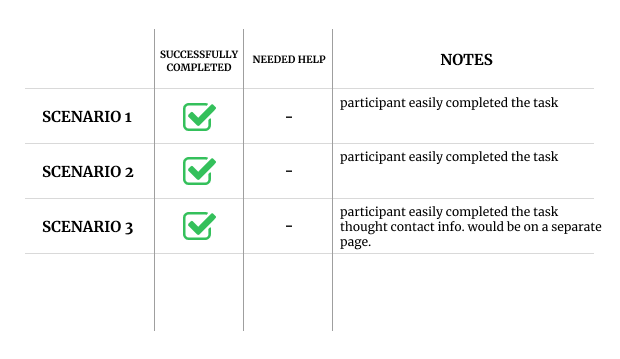 SUCCESSFULLY
COMPLETED
NEEDED HELP
NOTES
SCENARIO 1
-
participant easily completed the task
SCENARIO 2
-
participant easily completed the task
SCENARIO 3
-
participant easily completed the task
thought contact info. would be on a separate
page.